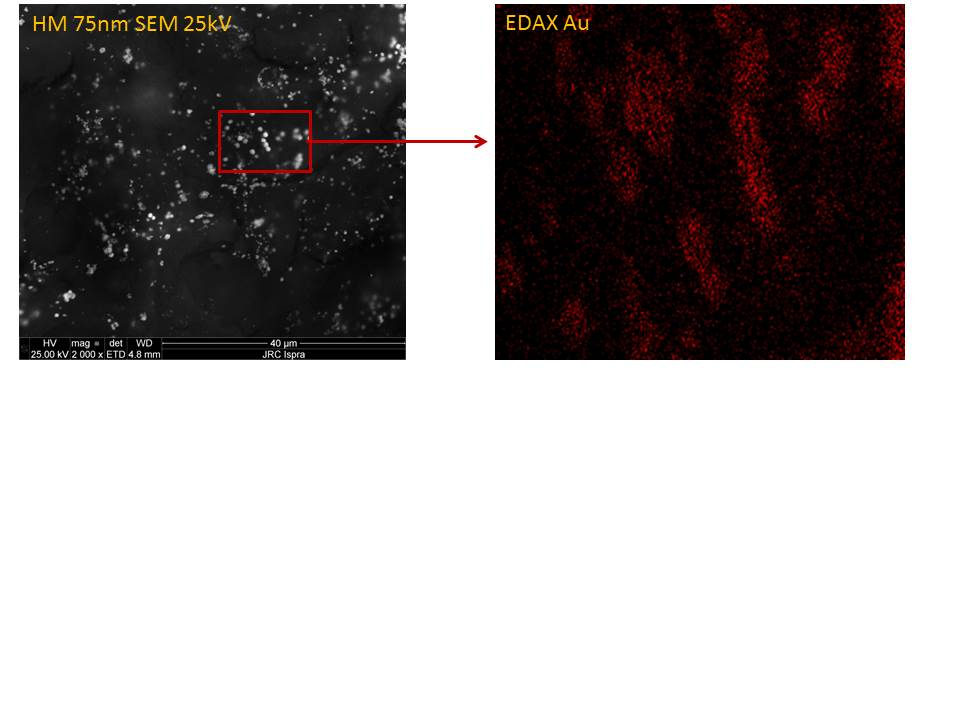 HM 75nm SEM 25kV
EDAX Au
HV mag det WD 40 µm
25.00 kV 2 000 x ETD 4.8 mm JRC Ispra